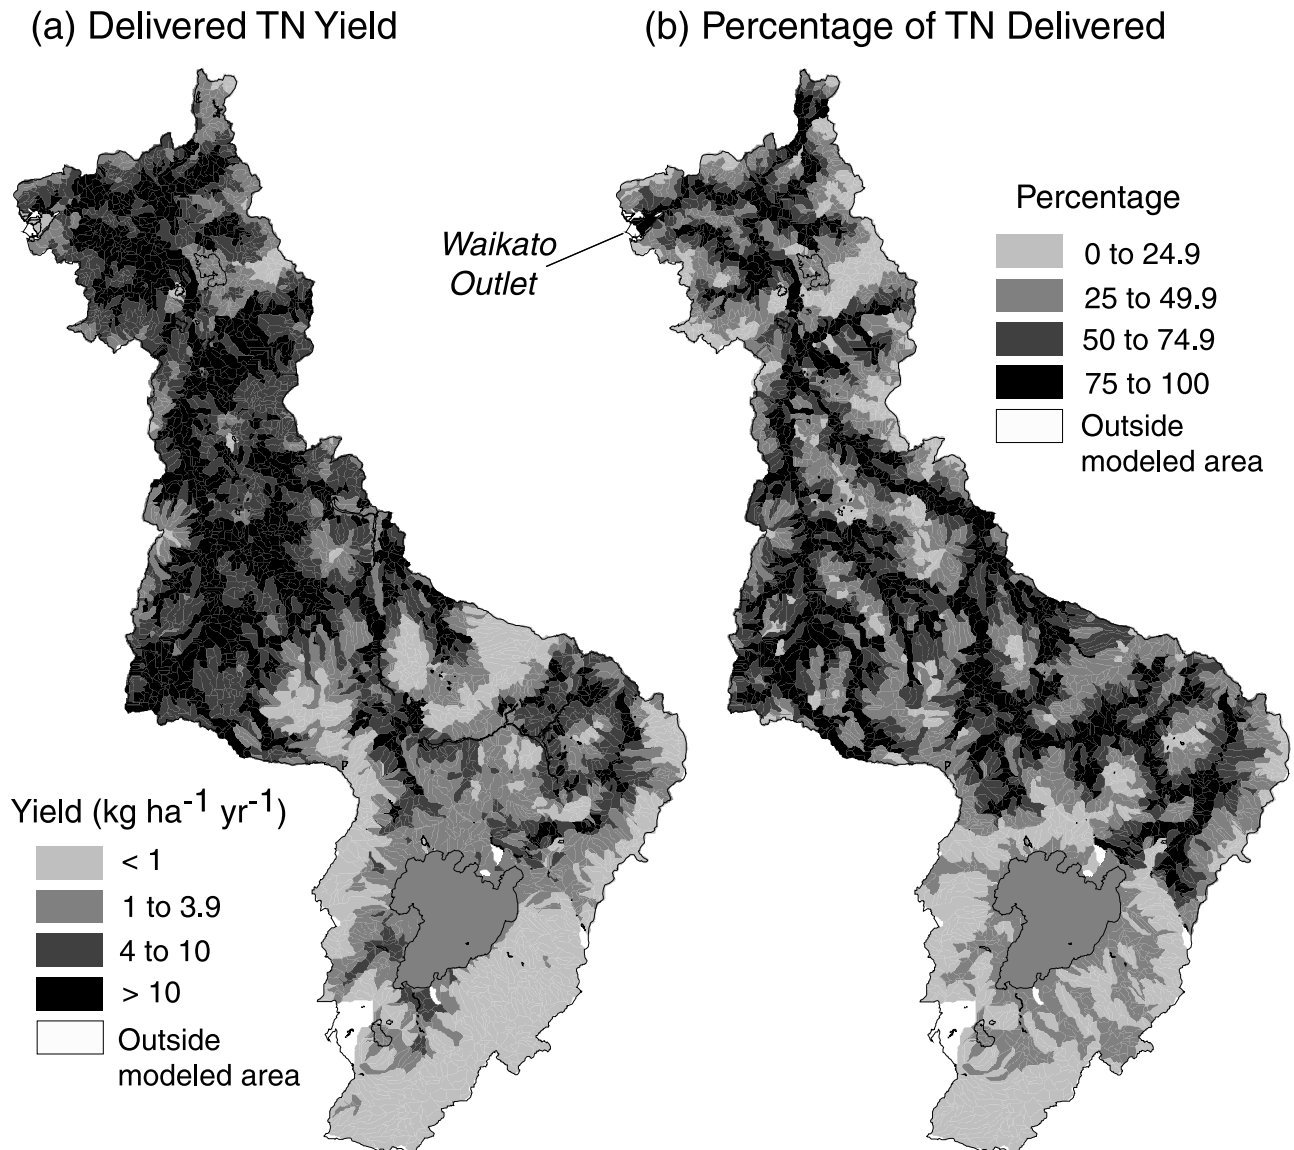 (a) Delivered TN Yield
(b) Percentage of TN Delivered
Waikato
Outlet
Percentage
0 to 24.9
25 to 49.9
50 to 74.9
75 to 100
Outside
modeled area
Yield (kg ha⁻¹ yr⁻¹)
< 1
1 to 3.9
4 to 10
> 10
Outside
modeled area